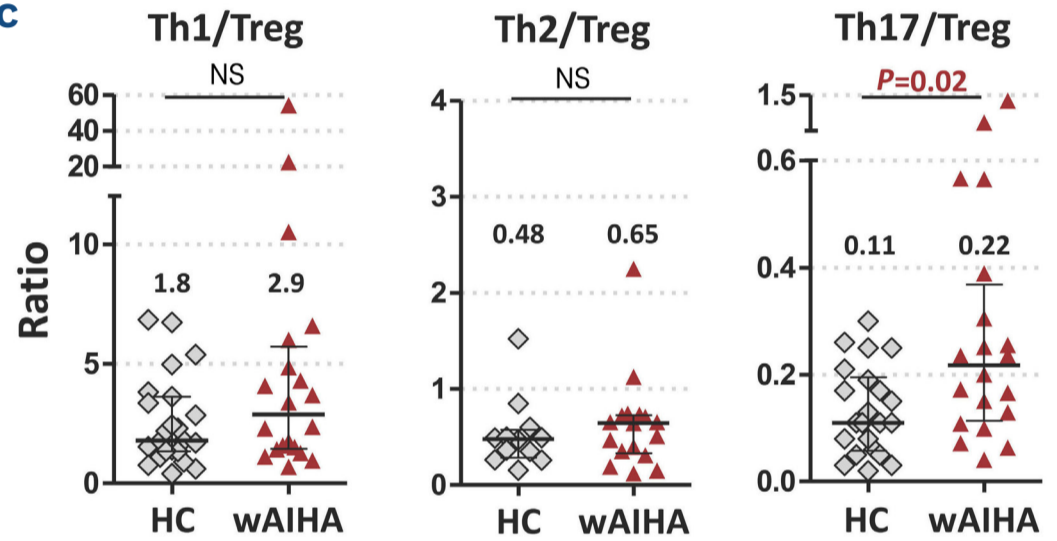 C
Th1/Treg
NS
60
40
20
10
5
0
Ratio
1.8
2.9
HC
wAIHA
Th2/Treg
NS
4
3
2
1
0
0.48
0.65
HC
wAIHA
Th17/Treg
P=0.02
1.5
0.6
0.4
0.2
0.0
0.11
0.22
HC
wAIHA